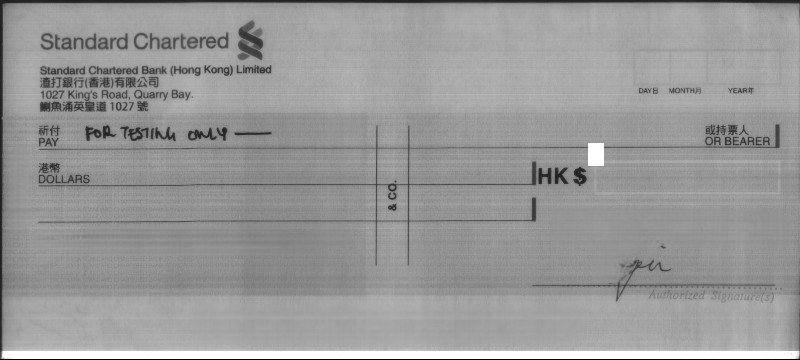 Standard Chartered
Standard Chartered Bank (Hong Kong) Limited
渣打銀行(香港)有限公司
1027 King's Road, Quarry Bay.
鰂魚涌英皇道 1027 號
DAY日 MONTH月 YEAR年
祈付
PAY FOR TESTING ONLY
或持票人
OR BEARER
港幣
DOLLARS
HK $
& CO.
Authorized Signature(s)